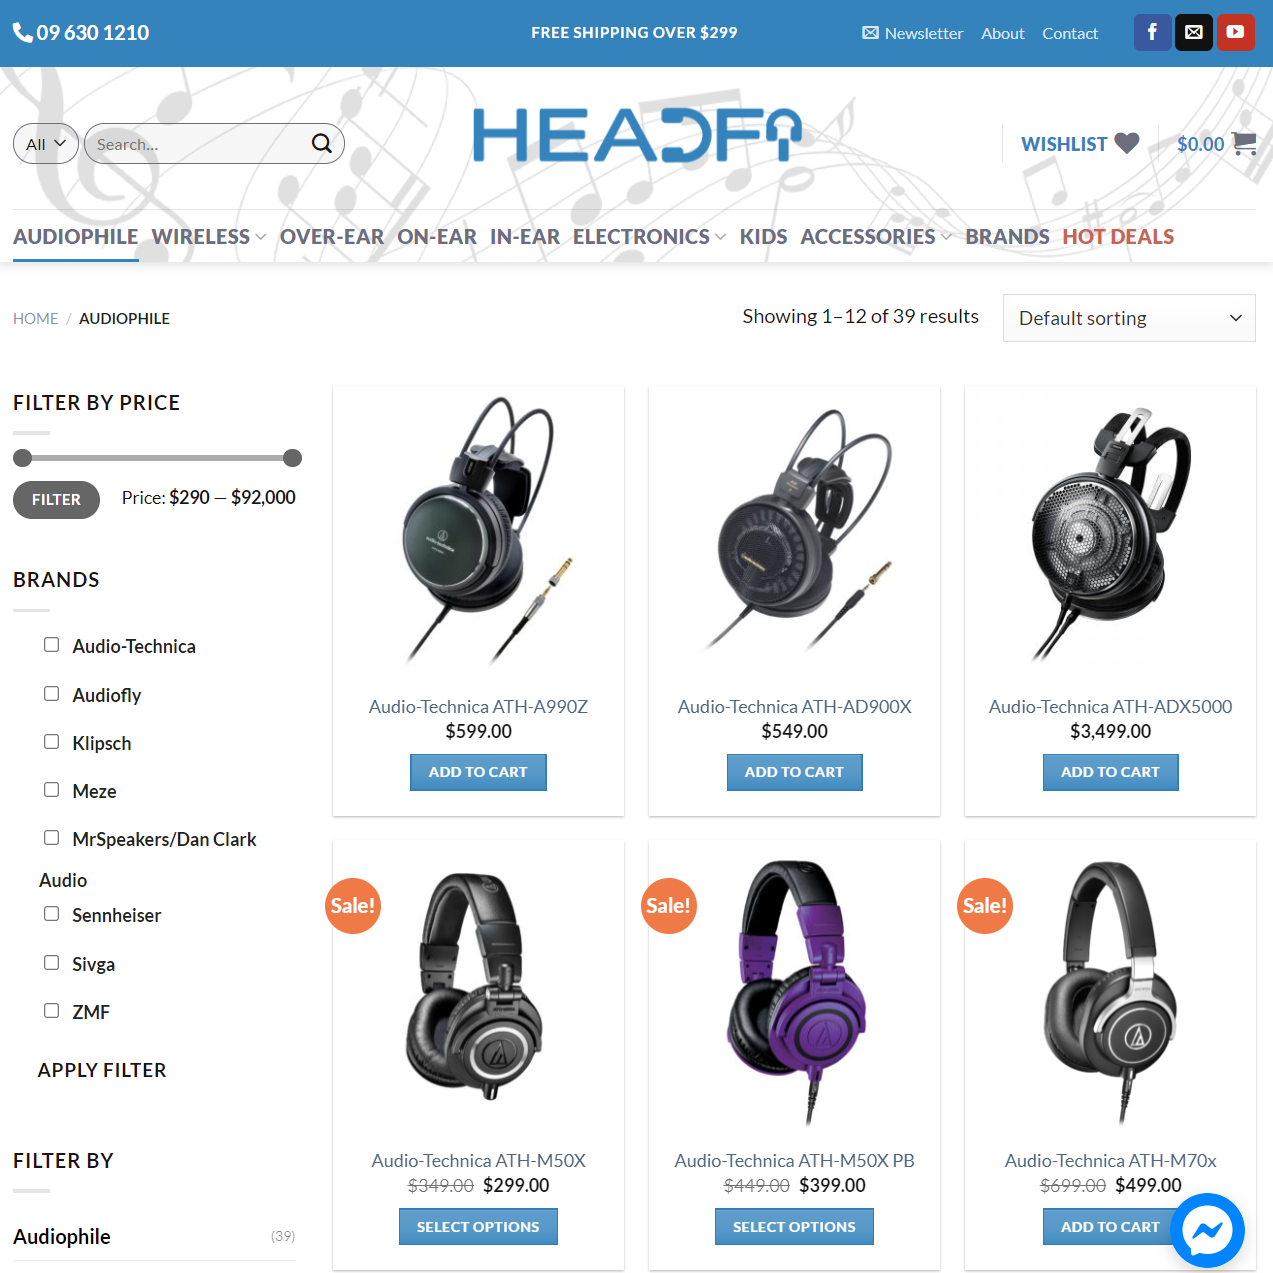 09 630 1210
FREE SHIPPING OVER $299
Newsletter About Contact
All
Search...
HEADFI
WISHLIST
$0.00
AUDIOPHILE WIRELESS OVER-EAR ON-EAR IN-EAR ELECTRONICS KIDS ACCESSORIES BRANDS HOT DEALS
HOME / AUDIOPHILE
Showing 1–12 of 39 results
Default sorting
FILTER BY PRICE
FILTER
Price: $290 — $92,000
BRANDS
Audio-Technica
Audiofly
Klipsch
Meze
MrSpeakers/Dan Clark
Audio
Sennheiser
Sivga
ZMF
APPLY FILTER
FILTER BY
Audiophile (39)
Audio-Technica ATH-A990Z
$599.00
ADD TO CART
Audio-Technica ATH-AD900X
$549.00
ADD TO CART
Audio-Technica ATH-ADX5000
$3,499.00
ADD TO CART
Sale!
Audio-Technica ATH-M50X
$349.00 $299.00
SELECT OPTIONS
Sale!
Audio-Technica ATH-M50X PB
$449.00 $399.00
SELECT OPTIONS
Sale!
Audio-Technica ATH-M70x
$699.00 $499.00
ADD TO CART